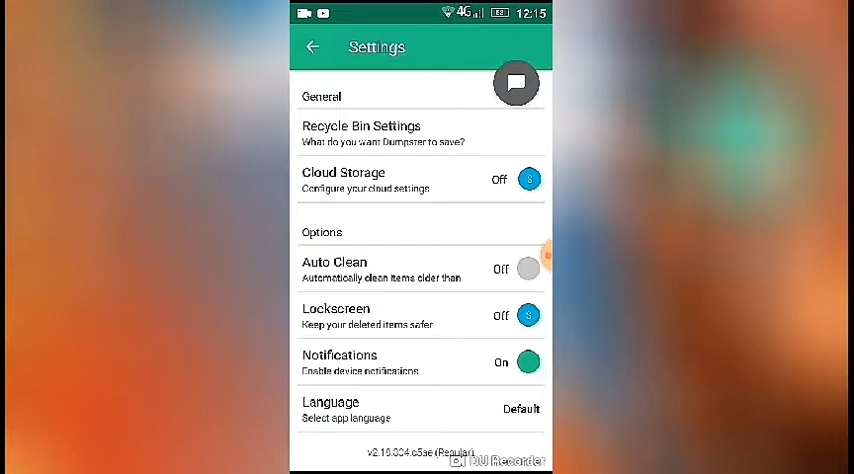 4G 12:15
Settings
General
Recycle Bin Settings
What do you want Dumpster to save?
Cloud Storage
Configure your cloud settings
Off
Options
Auto Clean
Automatically clean items older than
Off
Lockscreen
Keep your deleted items safer
Off
Notifications
Enable device notifications
On
Language
Select app language
Default
(Regular)
DU Recorder